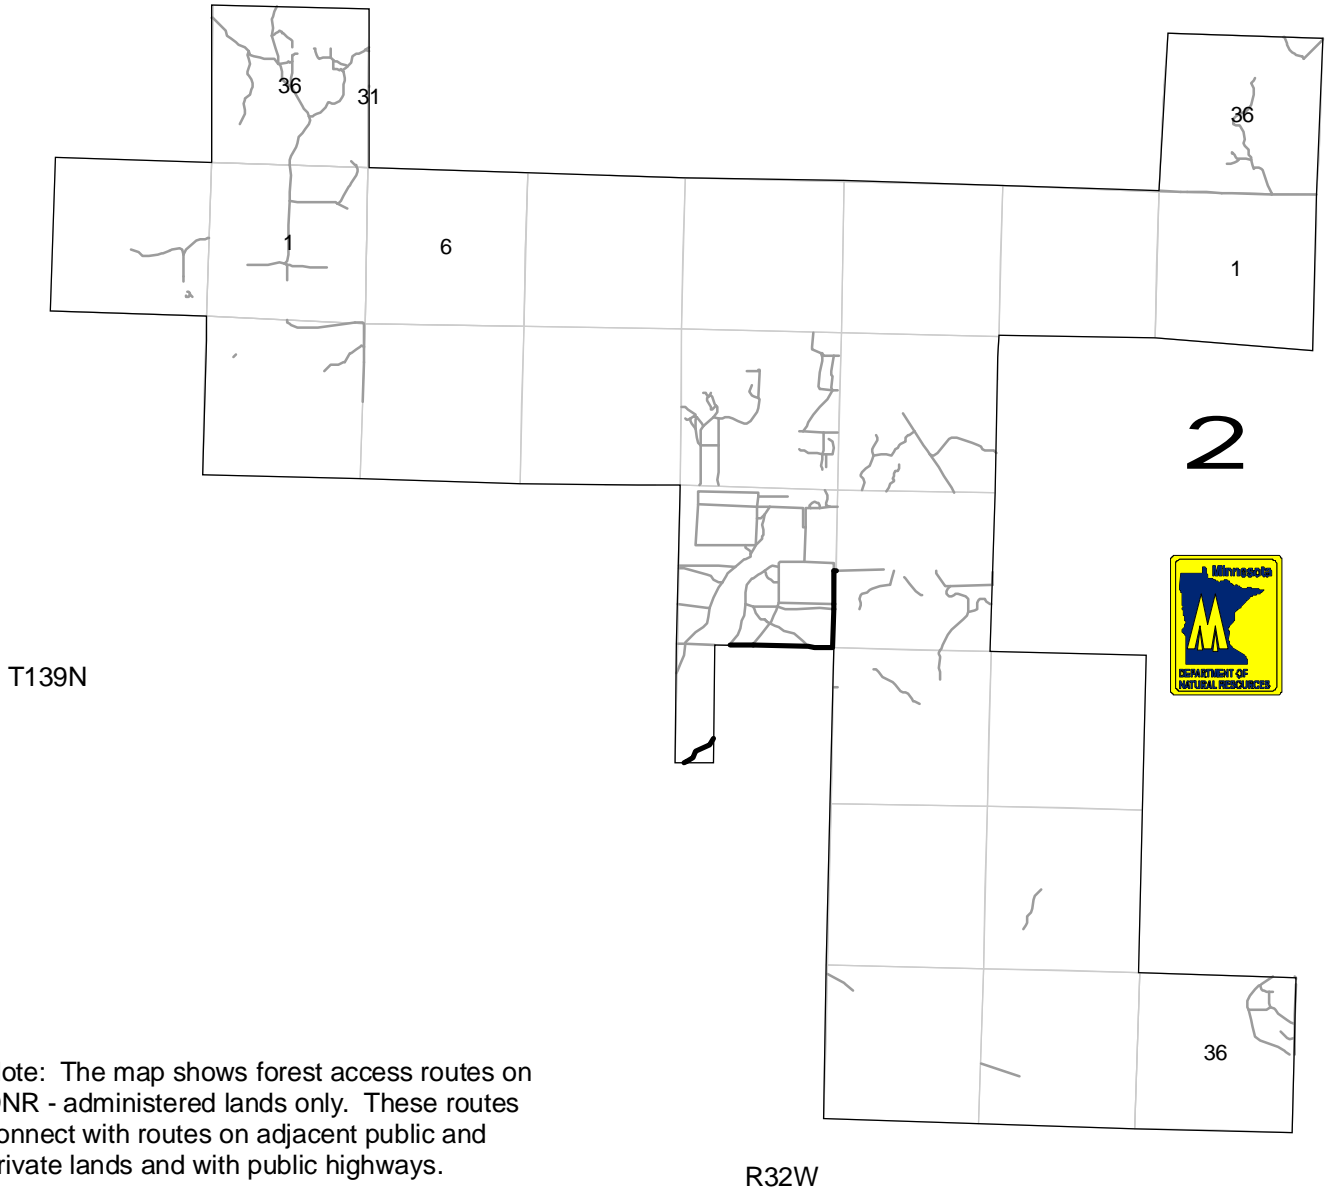 36
31
36
1
6
1
2
Minnesota
DEPARTMENT OF
NATURAL RESOURCES
T139N
36
ote: The map shows forest access routes on
NR - administered lands only. These routes
onnect with routes on adjacent public and
rivate lands and with public highways.
R32W